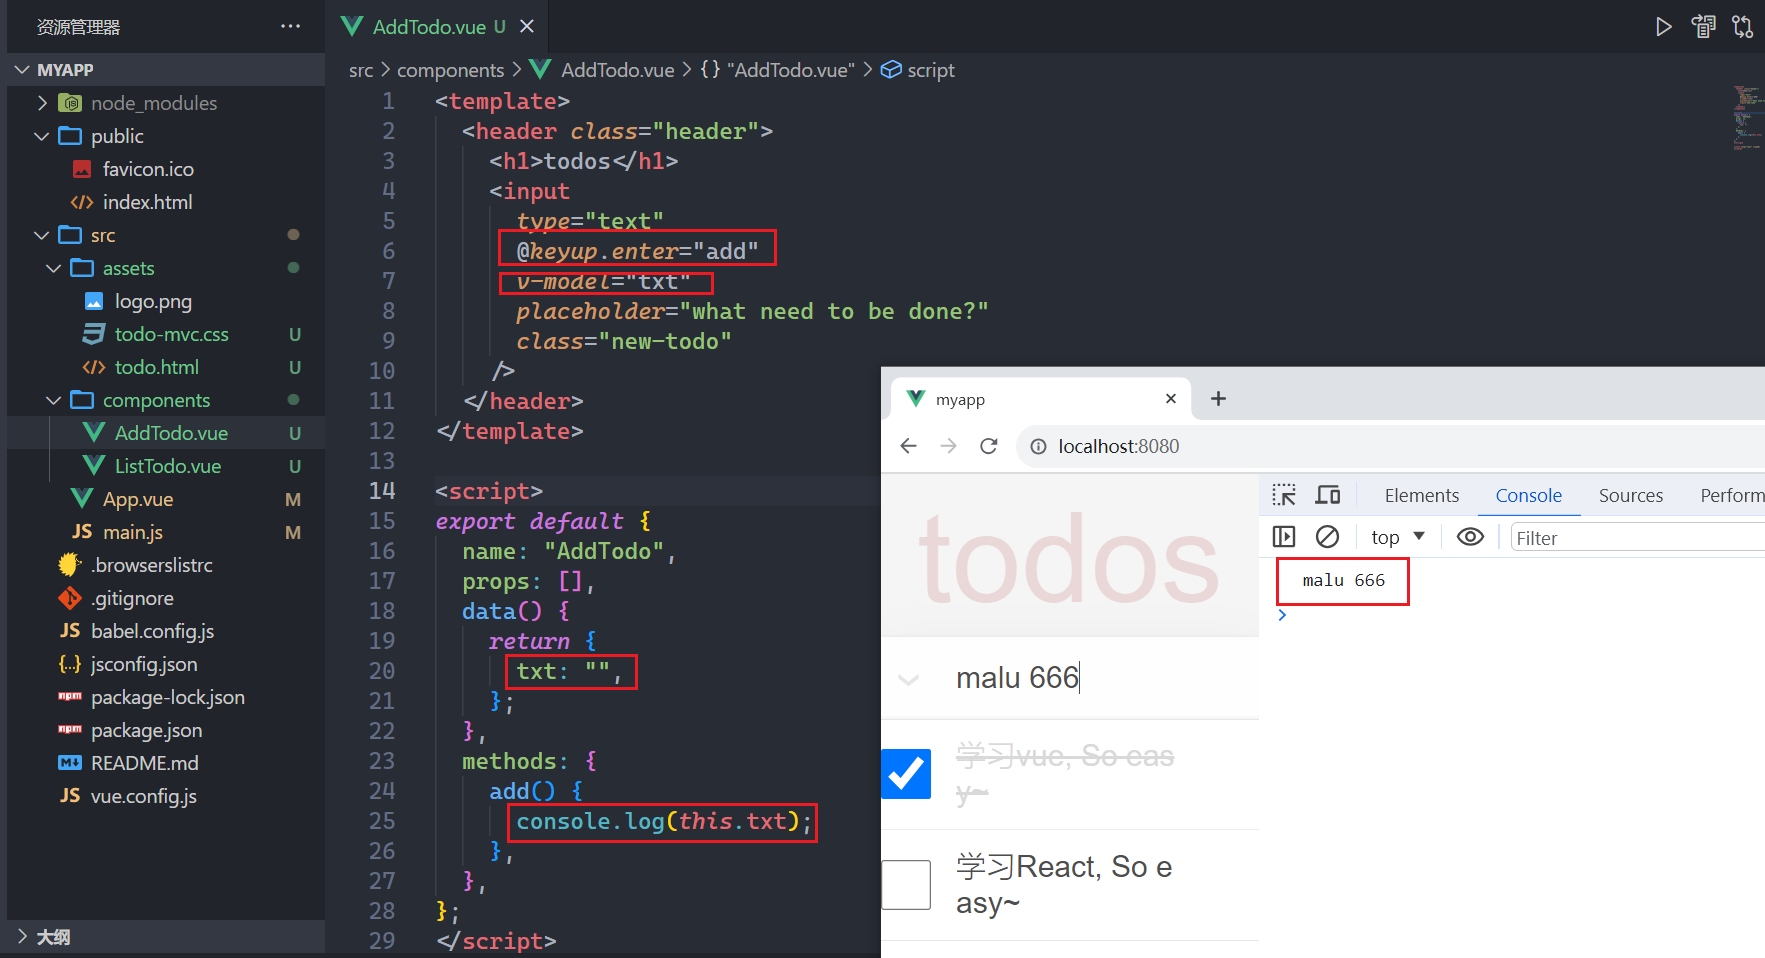 资源管理器 ···
MYAPP
node_modules
public
favicon.ico
index.html
src
assets
logo.png
todo-mvc.css U
todo.html U
components
AddTodo.vue U
ListTodo.vue U
App.vue M
JS main.js M
.browserslistrc
.gitignore
JS babel.config.js
{..} jsconfig.json
npm package-lock.json
npm package.json
M README.md
JS vue.config.js
大纲
AddTodo.vue U ×
src > components > AddTodo.vue > {} "AddTodo.vue" > script
1 <template>
2 <header class="header">
3 <h1>todos</h1>
4 <input
5 type="text"
6 @keyup.enter="add"
7 v-model="txt"
8 placeholder="what need to be done?"
9 class="new-todo"
10 />
11 </header>
12 </template>
13
14 <script>
15 export default {
16 name: "AddTodo",
17 props: [],
18 data() {
19 return {
20 txt: "",
21 };
22 },
23 methods: {
24 add() {
25 console.log(this.txt);
26 },
27 },
28 };
29 </script>
myapp × +
localhost:8080
todos
malu 666
学习vue, So eas
y~
学习React, So e
asy~
Elements Console Sources Perform
top ▼ Filter
malu 666
>